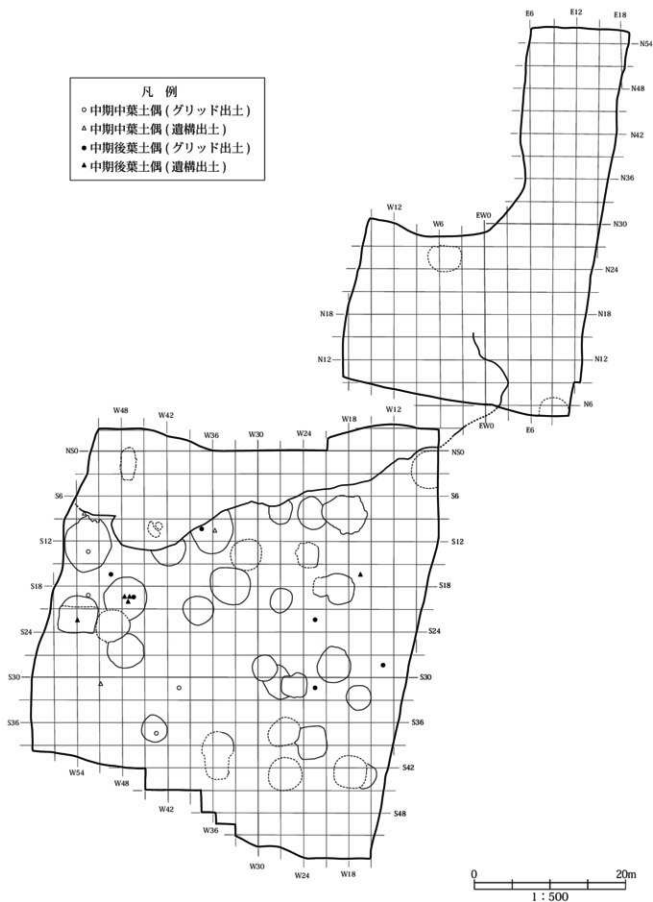 E6 E12 E18
N54
N48
N42
N36
N30
N24
N18
N12
N6
凡 例
○ 中期中葉土偶 ( グリッド出土 )
△ 中期中葉土偶 ( 遺構出土 )
● 中期後葉土偶 ( グリッド出土 )
▲ 中期後葉土偶 ( 遺構出土 )
W12 W6 EW0
N18
N12
EW0 E6
W48 W42 W36 W30 W24 W18 W12
NS0 NS0
S6 S6
S12 S12
S18 S18
S24 S24
S30 S30
S36 S36
S42
S48
W54 W48 W42 W36 W30 W24 W18
0 20m
1 : 500